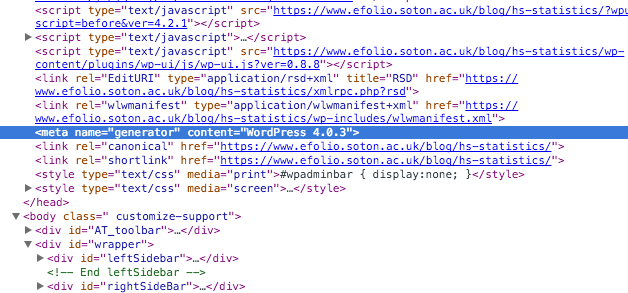 <script type="text/javascript" src="https://www.efolio.soton.ac.uk/blog/hs-statistics/?wpu
script=before&ver=4.2.1"></script>
<script type="text/javascript">…</script>
<script type="text/javascript" src="https://www.efolio.soton.ac.uk/blog/hs-statistics/wp-
content/plugins/wp-ui/js/wp-ui.js?ver=0.8.8"></script>
<link rel="EditURI" type="application/rsd+xml" title="RSD" href="https://
www.efolio.soton.ac.uk/blog/hs-statistics/xmlrpc.php?rsd">
<link rel="wlwmanifest" type="application/wlwmanifest+xml" href="https://
www.efolio.soton.ac.uk/blog/hs-statistics/wp-includes/wlwmanifest.xml">
<meta name="generator" content="WordPress 4.0.3">
<link rel="canonical" href="https://www.efolio.soton.ac.uk/blog/hs-statistics/">
<link rel="shortlink" href="https://www.efolio.soton.ac.uk/blog/hs-statistics/">
<style type="text/css" media="print">#wpadminbar { display:none; }</style>
<style type="text/css" media="screen">…</style>
</head>
<body class=" customize-support">
<div id="AT_toolbar">…</div>
<div id="wrapper">
<div id="leftSidebar">…</div>
<!-- End leftSidebar -->
<div id="rightSideBar">…</div>